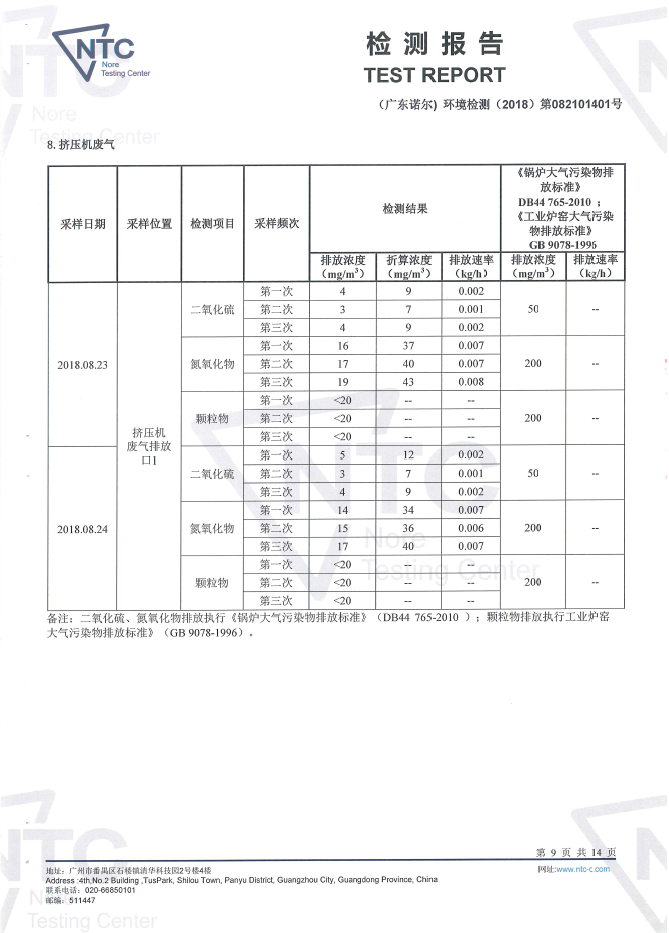 NTC
Nore
Testing Center
检测报告
TEST REPORT
（广东诺尔）环境检测（2018）第082101401号
8. 挤压机废气
采样日期 采样位置 检测项目 采样频次 检测结果 《锅炉大气污染物排放标准》 DB44 765-2010 ； 《工业炉窑大气污染物排放标准》 GB 9078-1996
排放浓度（mg/m³） 折算浓度（mg/m³） 排放速率（kg/h） 排放浓度（mg/m³） 排放速率（kg/h）
2018.08.23 挤压机废气排放口1 二氧化硫 第一次 4 9 0.002 50 --
第二次 3 7 0.001
第三次 4 9 0.002
氮氧化物 第一次 16 37 0.007 200 --
第二次 17 40 0.007
第三次 19 43 0.008
颗粒物 第一次 <20 -- -- 200 --
第二次 <20 -- --
第三次 <20 -- --
2018.08.24 二氧化硫 第一次 5 12 0.002 50 --
第二次 3 7 0.001
第三次 4 9 0.002
氮氧化物 第一次 14 34 0.007 200 --
第二次 15 36 0.006
第三次 17 40 0.007
颗粒物 第一次 <20 -- -- 200 --
第二次 <20 -- --
第三次 <20 -- --
备注：二氧化硫、氮氧化物排放执行《锅炉大气污染物排放标准》（DB44 765-2010 ）；颗粒物排放执行工业炉窑
大气污染物排放标准》（GB 9078-1996）。
第 9 页 共 14 页
地址：广州市番禺区石楼镇清华科技园2号楼4楼
网址:www.ntc-c.com
Address :4th,No.2 Building ,TusPark, Shilou Town, Panyu District, Guangzhou City, Guangdong Province, China
联系电话：020-66850101
邮编：511447